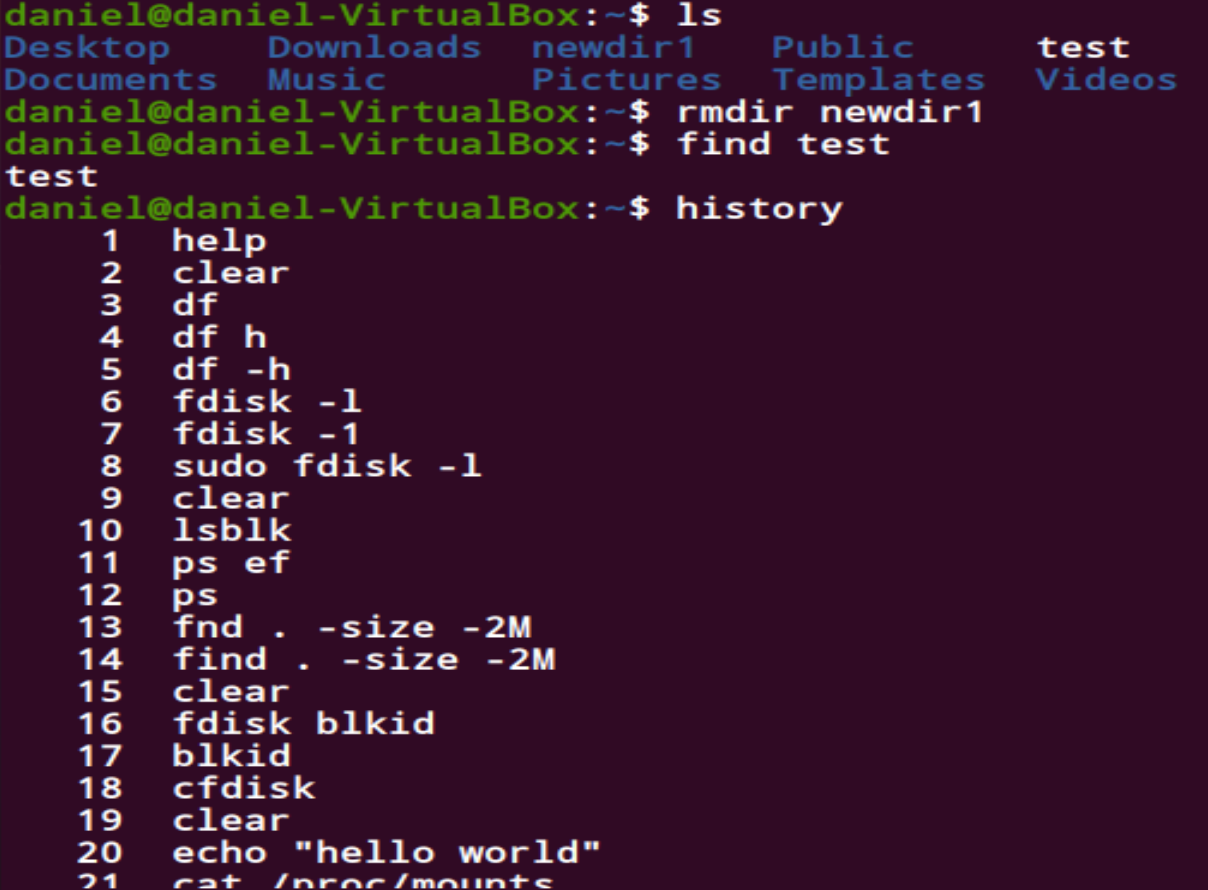 daniel@daniel-VirtualBox:~$ ls
Desktop    Downloads  newdir1   Public     test
Documents  Music      Pictures  Templates  Videos
daniel@daniel-VirtualBox:~$ rmdir newdir1
daniel@daniel-VirtualBox:~$ find test
test
daniel@daniel-VirtualBox:~$ history
    1  help
    2  clear
    3  df
    4  df h
    5  df -h
    6  fdisk -l
    7  fdisk -1
    8  sudo fdisk -l
    9  clear
   10  lsblk
   11  ps ef
   12  ps
   13  fnd . -size -2M
   14  find . -size -2M
   15  clear
   16  fdisk blkid
   17  blkid
   18  cfdisk
   19  clear
   20  echo "hello world"
   21  cat /proc/mounts